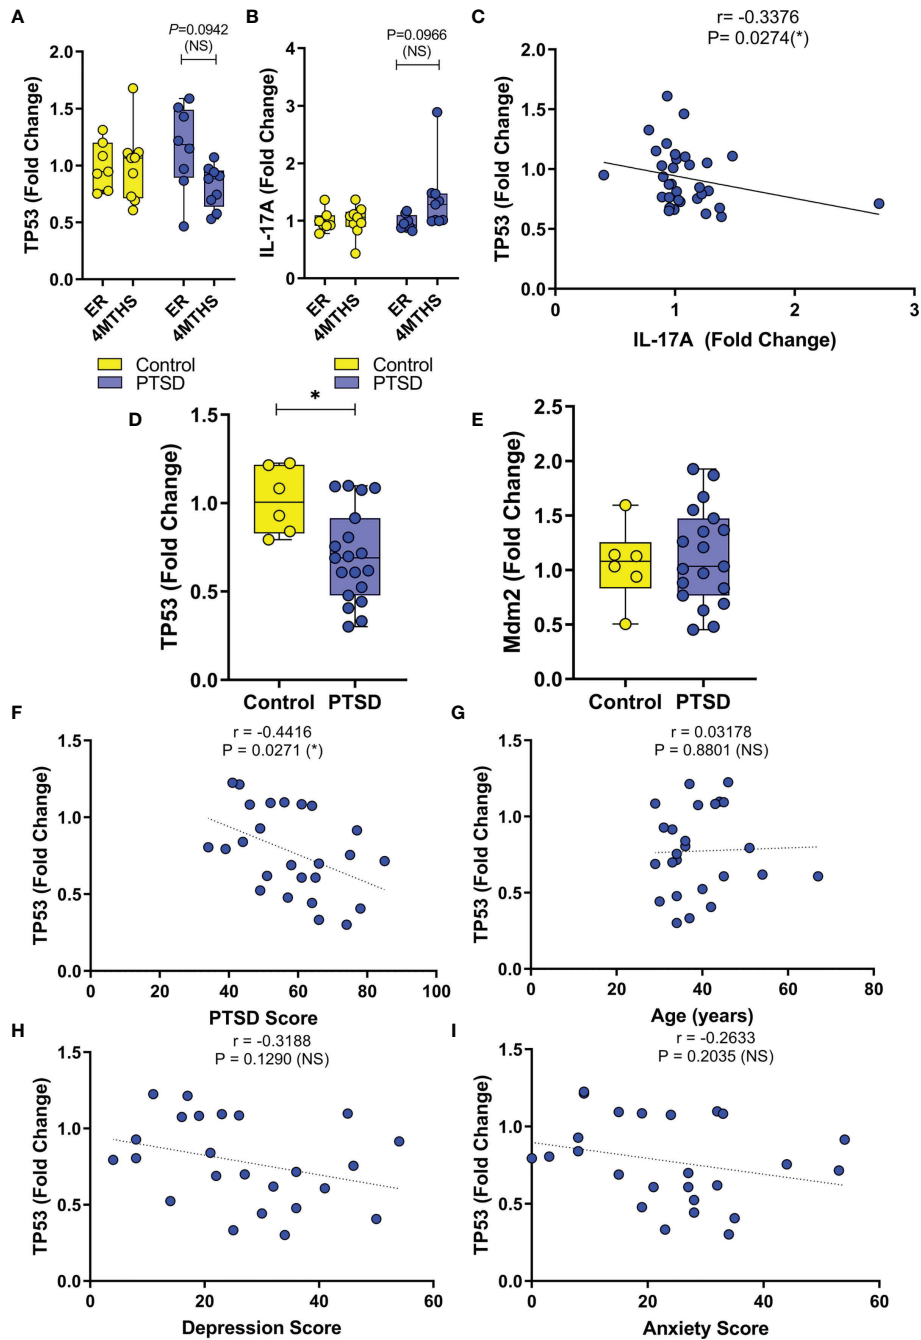 A
P=0.0942
(NS)
TP53 (Fold Change)
2.0
1.5
1.0
0.5
0.0
ER
4MTHS
ER
4MTHS
Control
PTSD
B
P=0.0966
(NS)
IL-17A (Fold Change)
4
3
2
1
0
ER
4MTHS
ER
4MTHS
Control
PTSD
C
r= -0.3376
P= 0.0274(*)
TP53 (Fold Change)
2.0
1.5
1.0
0.5
0.0
0
1
2
3
IL-17A (Fold Change)
D
*
TP53 (Fold Change)
1.5
1.0
0.5
0.0
Control
PTSD
E
Mdm2 (Fold Change)
2.5
2.0
1.5
1.0
0.5
0.0
Control
PTSD
F
r = -0.4416
P = 0.0271 (*)
TP53 (Fold Change)
1.5
1.0
0.5
0.0
0
20
40
60
80
100
PTSD Score
G
r = 0.03178
P = 0.8801 (NS)
TP53 (Fold Change)
1.5
1.0
0.5
0.0
0
20
40
60
80
Age (years)
H
r = -0.3188
P = 0.1290 (NS)
TP53 (Fold Change)
1.5
1.0
0.5
0.0
0
20
40
60
Depression Score
I
r = -0.2633
P = 0.2035 (NS)
TP53 (Fold Change)
1.5
1.0
0.5
0.0
0
20
40
60
Anxiety Score